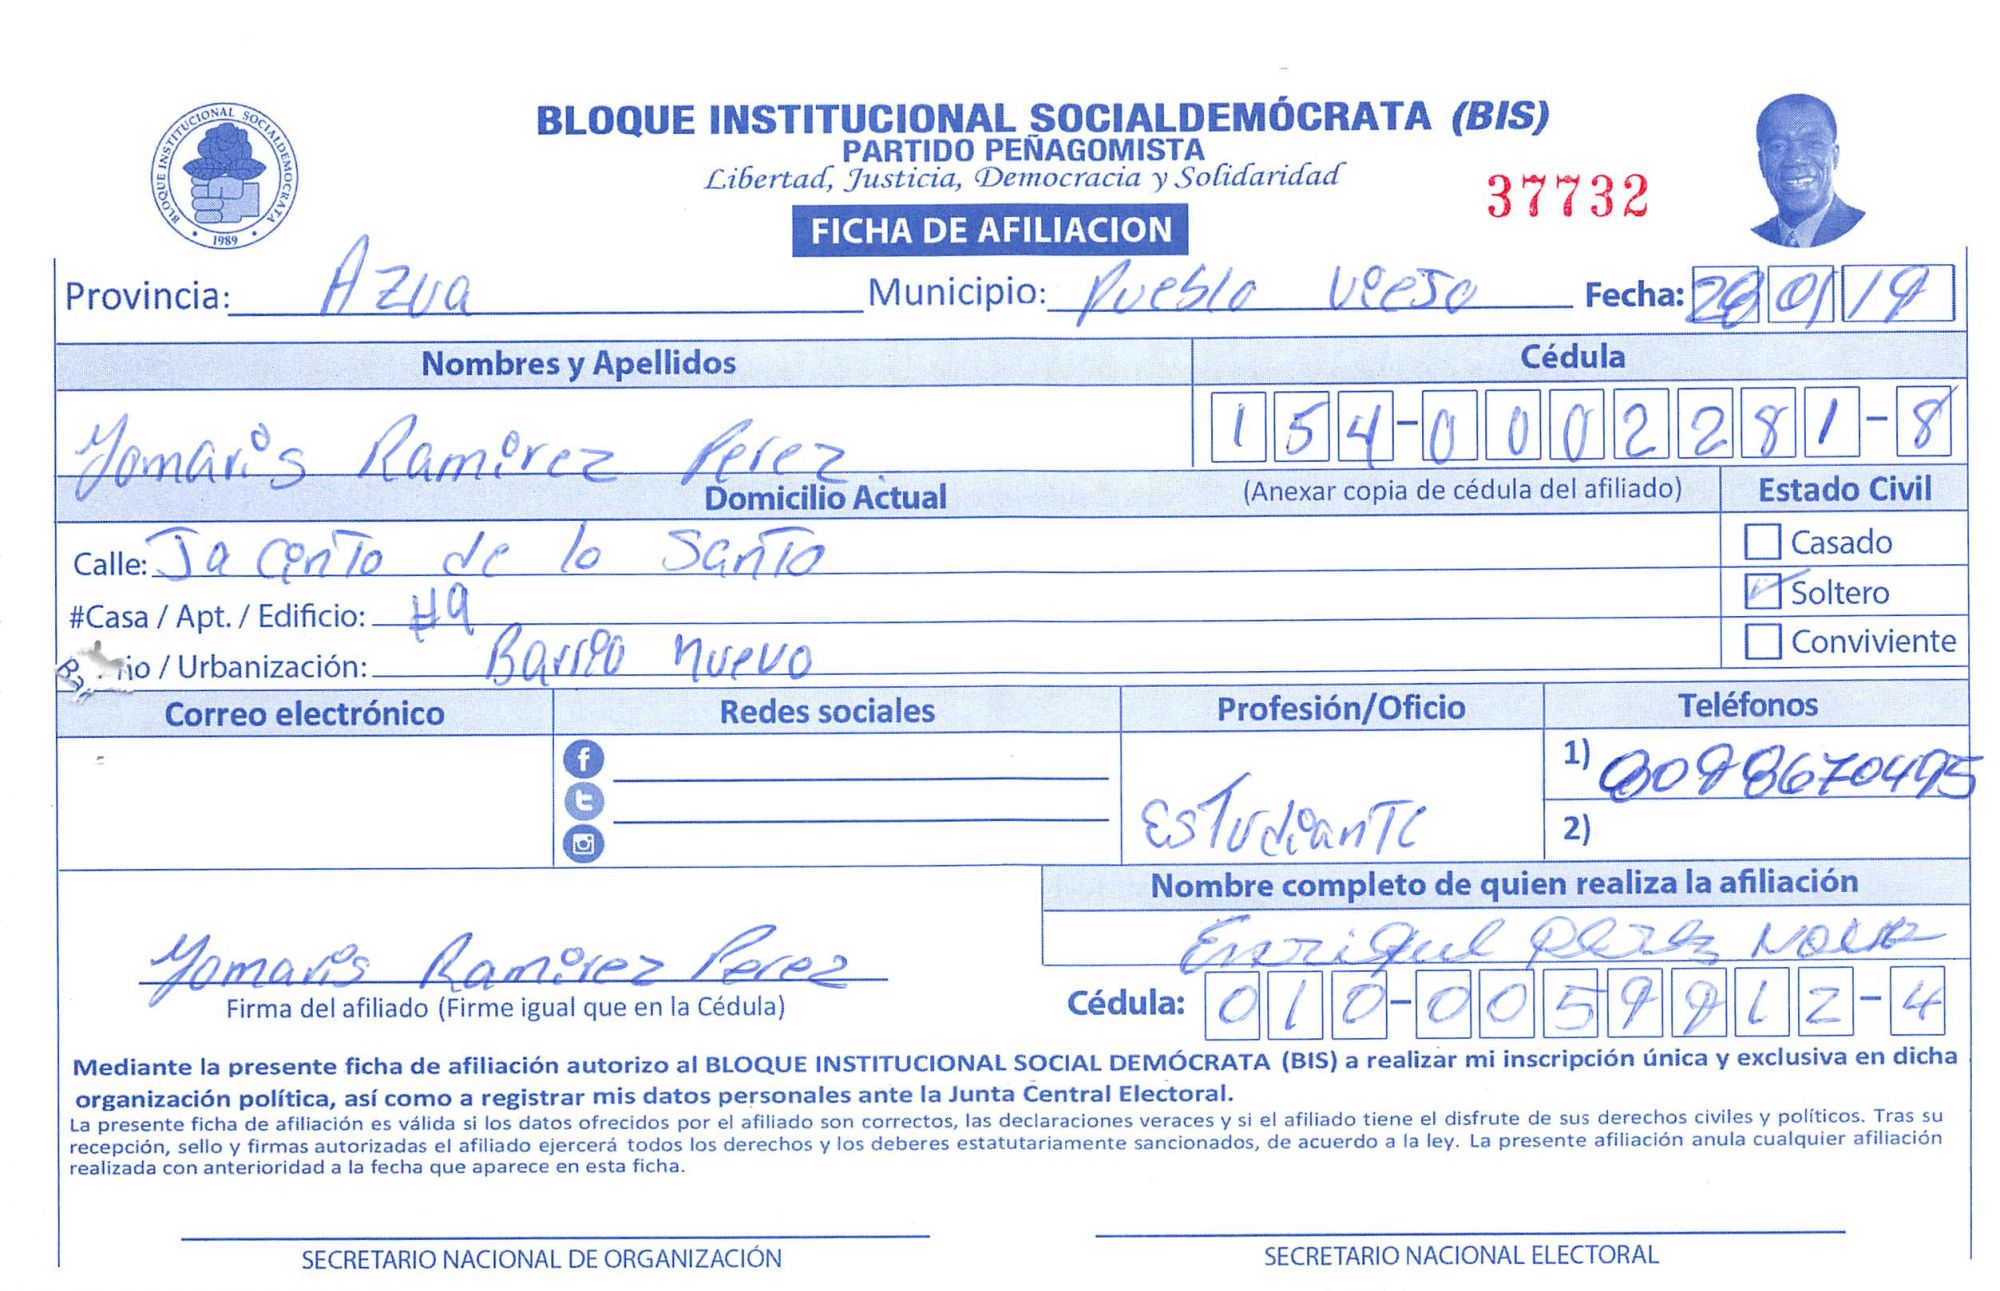 BLOQUE INSTITUCIONAL SOCIALDEMOCRATA
1989
BLOQUE INSTITUCIONAL SOCIALDEMÓCRATA (BIS)
PARTIDO PEÑAGOMISTA
Libertad, Justicia, Democracia y Solidaridad
37732
FICHA DE AFILIACION
Provincia: Azua Municipio: Pueblo Viejo Fecha: 28 01 19
Nombres y Apellidos Cédula
Yomaris Ramirez Perez 154-0002281-8
Domicilio Actual (Anexar copia de cédula del afiliado) Estado Civil
Calle: Jacinto de lo Santo Casado
#Casa / Apt. / Edificio: #9 Soltero
Barrio / Urbanización: Barrio Nuevo Conviviente
Correo electrónico Redes sociales Profesión/Oficio Teléfonos
1) 8098670495
Estudiante 2)
Nombre completo de quien realiza la afiliación
Enrique Perez
Yomaris Ramirez Perez
Firma del afiliado (Firme igual que en la Cédula) Cédula: 010-0059912-4
Mediante la presente ficha de afiliación autorizo al BLOQUE INSTITUCIONAL SOCIAL DEMÓCRATA (BIS) a realizar mi inscripción única y exclusiva en dicha
organización política, así como a registrar mis datos personales ante la Junta Central Electoral.
La presente ficha de afiliación es válida si los datos ofrecidos por el afiliado son correctos, las declaraciones veraces y si el afiliado tiene el disfrute de sus derechos civiles y políticos. Tras su
recepción, sello y firmas autorizadas el afiliado ejercerá todos los derechos y los deberes estatutariamente sancionados, de acuerdo a la ley. La presente afiliación anula cualquier afiliación
realizada con anterioridad a la fecha que aparece en esta ficha.
SECRETARIO NACIONAL DE ORGANIZACIÓN SECRETARIO NACIONAL ELECTORAL